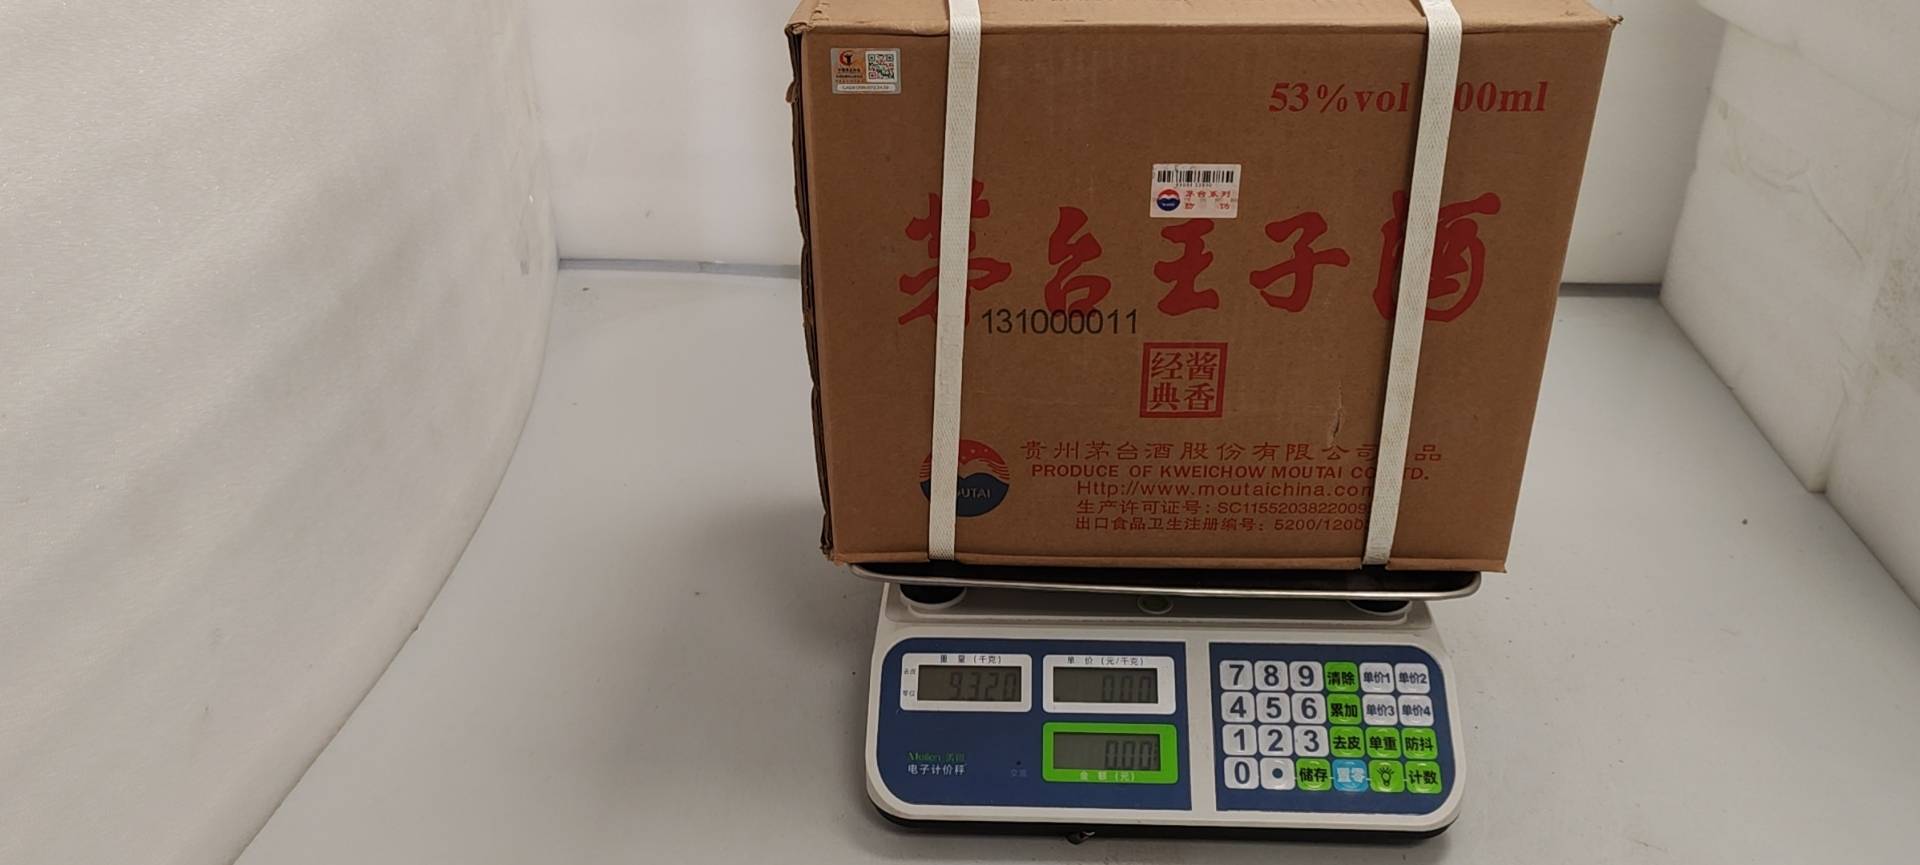 53%vol 00ml
茅台系列
茅台王子酒
131000011
经酱
典香
贵州茅台酒股份有限公司 品
PRODUCE OF KWEICHOW MOUTAI CO TD.
Http://www.moutaichina.com
MOUTAI
生产许可证号：SC1155203822009
出口食品卫生注册编号：5200/1200
重量（千克）
单价（元/千克）
9.320
0.00
0.00
金额（元）
电子计价秤
7 8 9 清除 单价1 单价2
4 5 6 累加 单价3 单价4
1 2 3 去皮 单重 防抖
0 储存 置零 计数